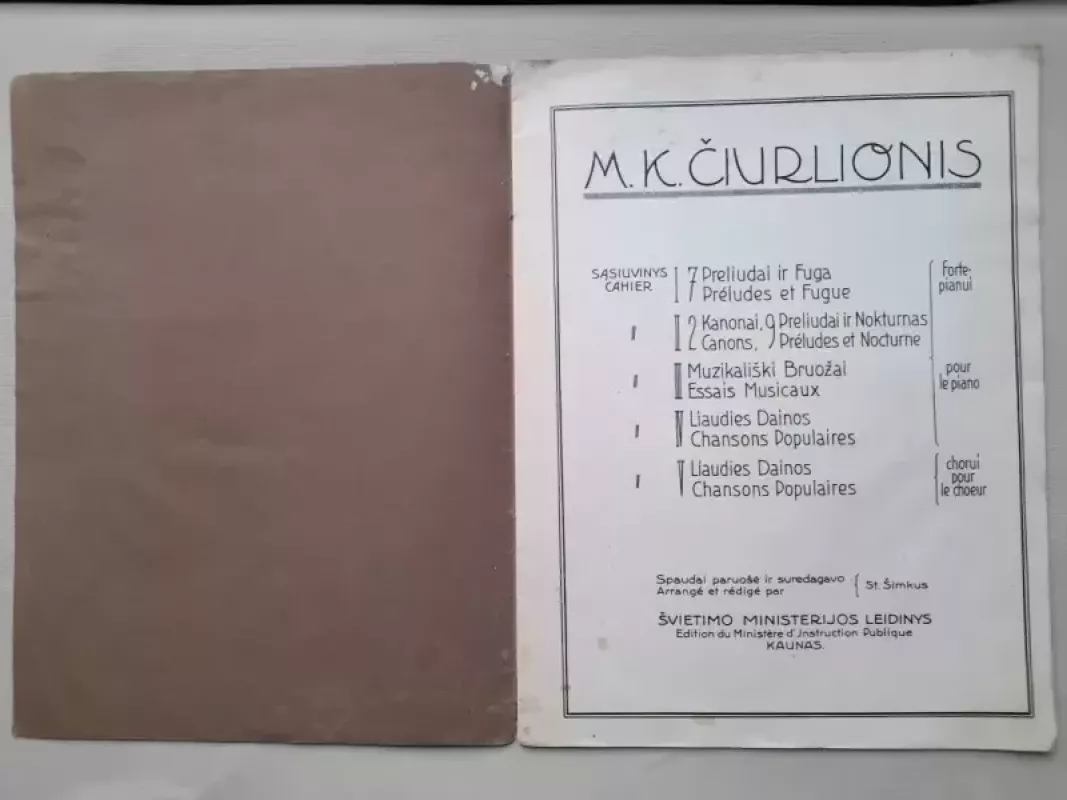 M. K. ČIURLIONIS
SĄSIUVINYS I 7 Preliudai ir Fuga Forte-
CAHIER Préludes et Fugue pianui
" II 2 Kanonai, 9 Preliudai ir Nokturnas
Canons, Préludes et Nocturne
" III Muzikališki Bruožai pour
Essais Musicaux le piano
" IV Liaudies Dainos
Chansons Populaires
" V Liaudies Dainos chorui
Chansons Populaires pour
le choeur
Spaudai paruošė ir suredagavo St. Šimkus
Arrangé et rédigé par
ŠVIETIMO MINISTERIJOS LEIDINYS
Edition du Ministère d'Instruction Publique
KAUNAS.